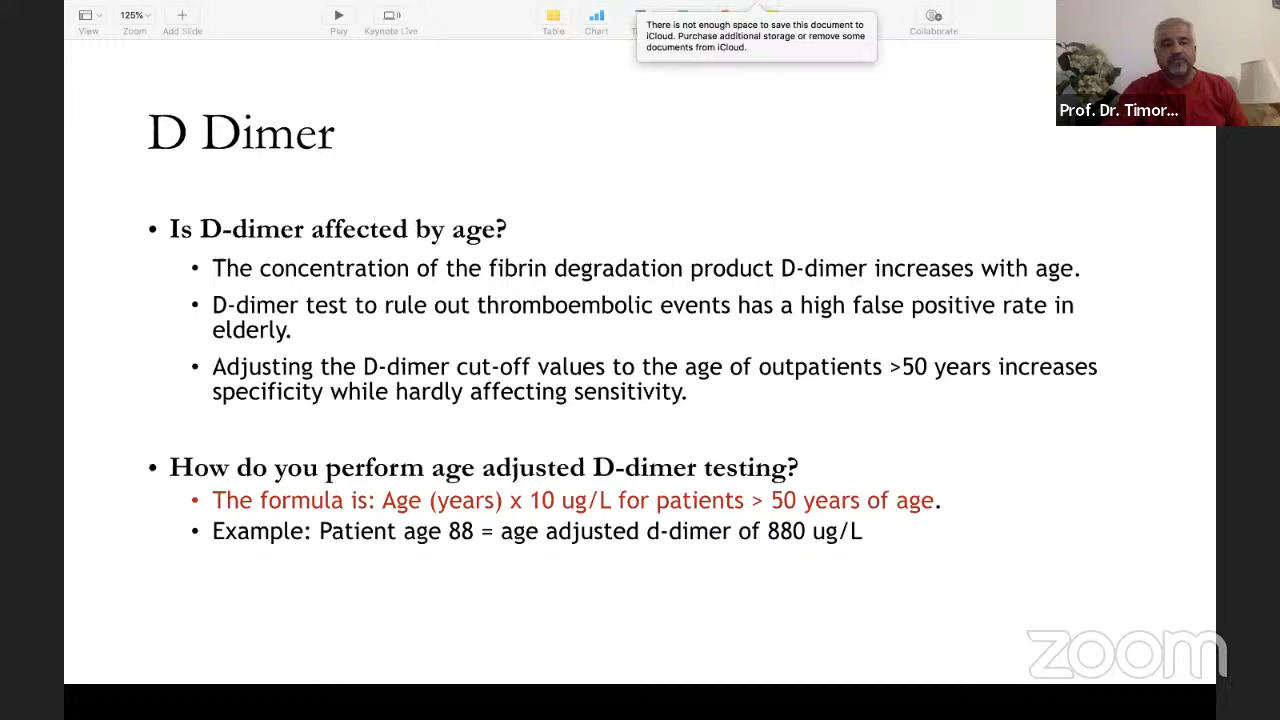 125%
View
Zoom
Add Slide
Play
Keynote Live
Table
Chart
Collaborate
There is not enough space to save this document to
iCloud. Purchase additional storage or remove some
documents from iCloud.
Prof. Dr. Timor...
D Dimer
• Is D-dimer affected by age?
• The concentration of the fibrin degradation product D-dimer increases with age.
• D-dimer test to rule out thromboembolic events has a high false positive rate in
elderly.
• Adjusting the D-dimer cut-off values to the age of outpatients >50 years increases
specificity while hardly affecting sensitivity.
• How do you perform age adjusted D-dimer testing?
• The formula is: Age (years) x 10 ug/L for patients > 50 years of age.
• Example: Patient age 88 = age adjusted d-dimer of 880 ug/L
zoom